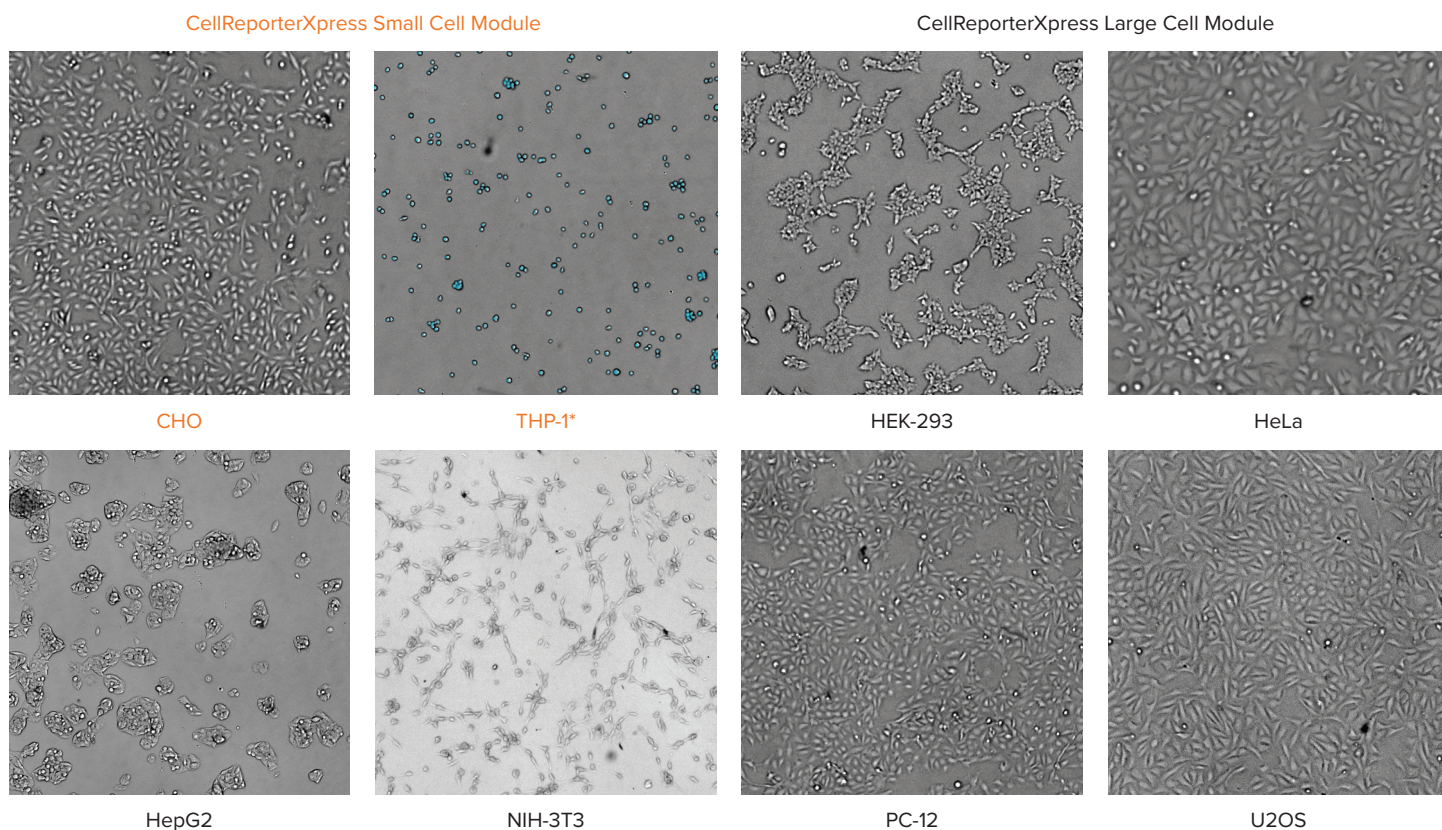 CellReporterXpress Small Cell Module
CellReporterXpress Large Cell Module
CHO
THP-1*
HEK-293
HeLa
HepG2
NIH-3T3
PC-12
U2OS